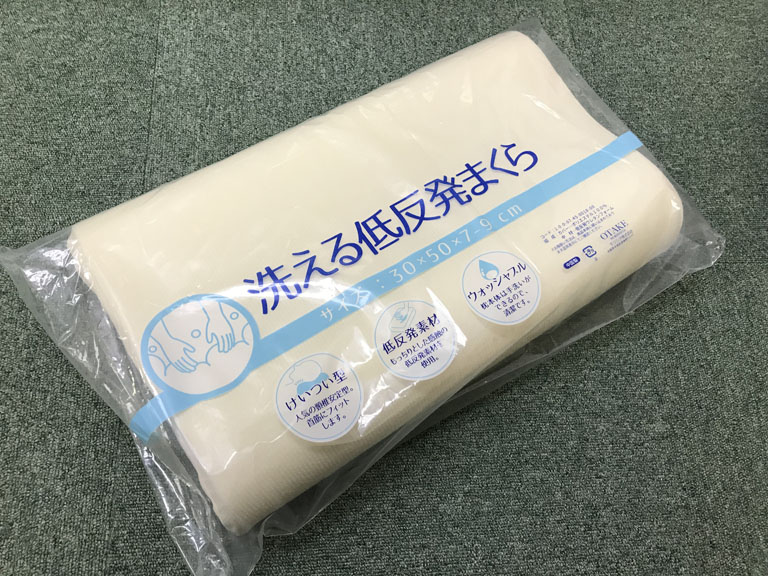 洗える低反発まくら
サイズ：30×50×7-9 cm
けいつい型
人気の頸椎安定型。
首筋にフィット
します。
低反発素材
もっちりとした感触の
低反発素材を
使用。
ウォッシャブル
枕本体は手洗いが
できるので、
清潔です。
OTAKE